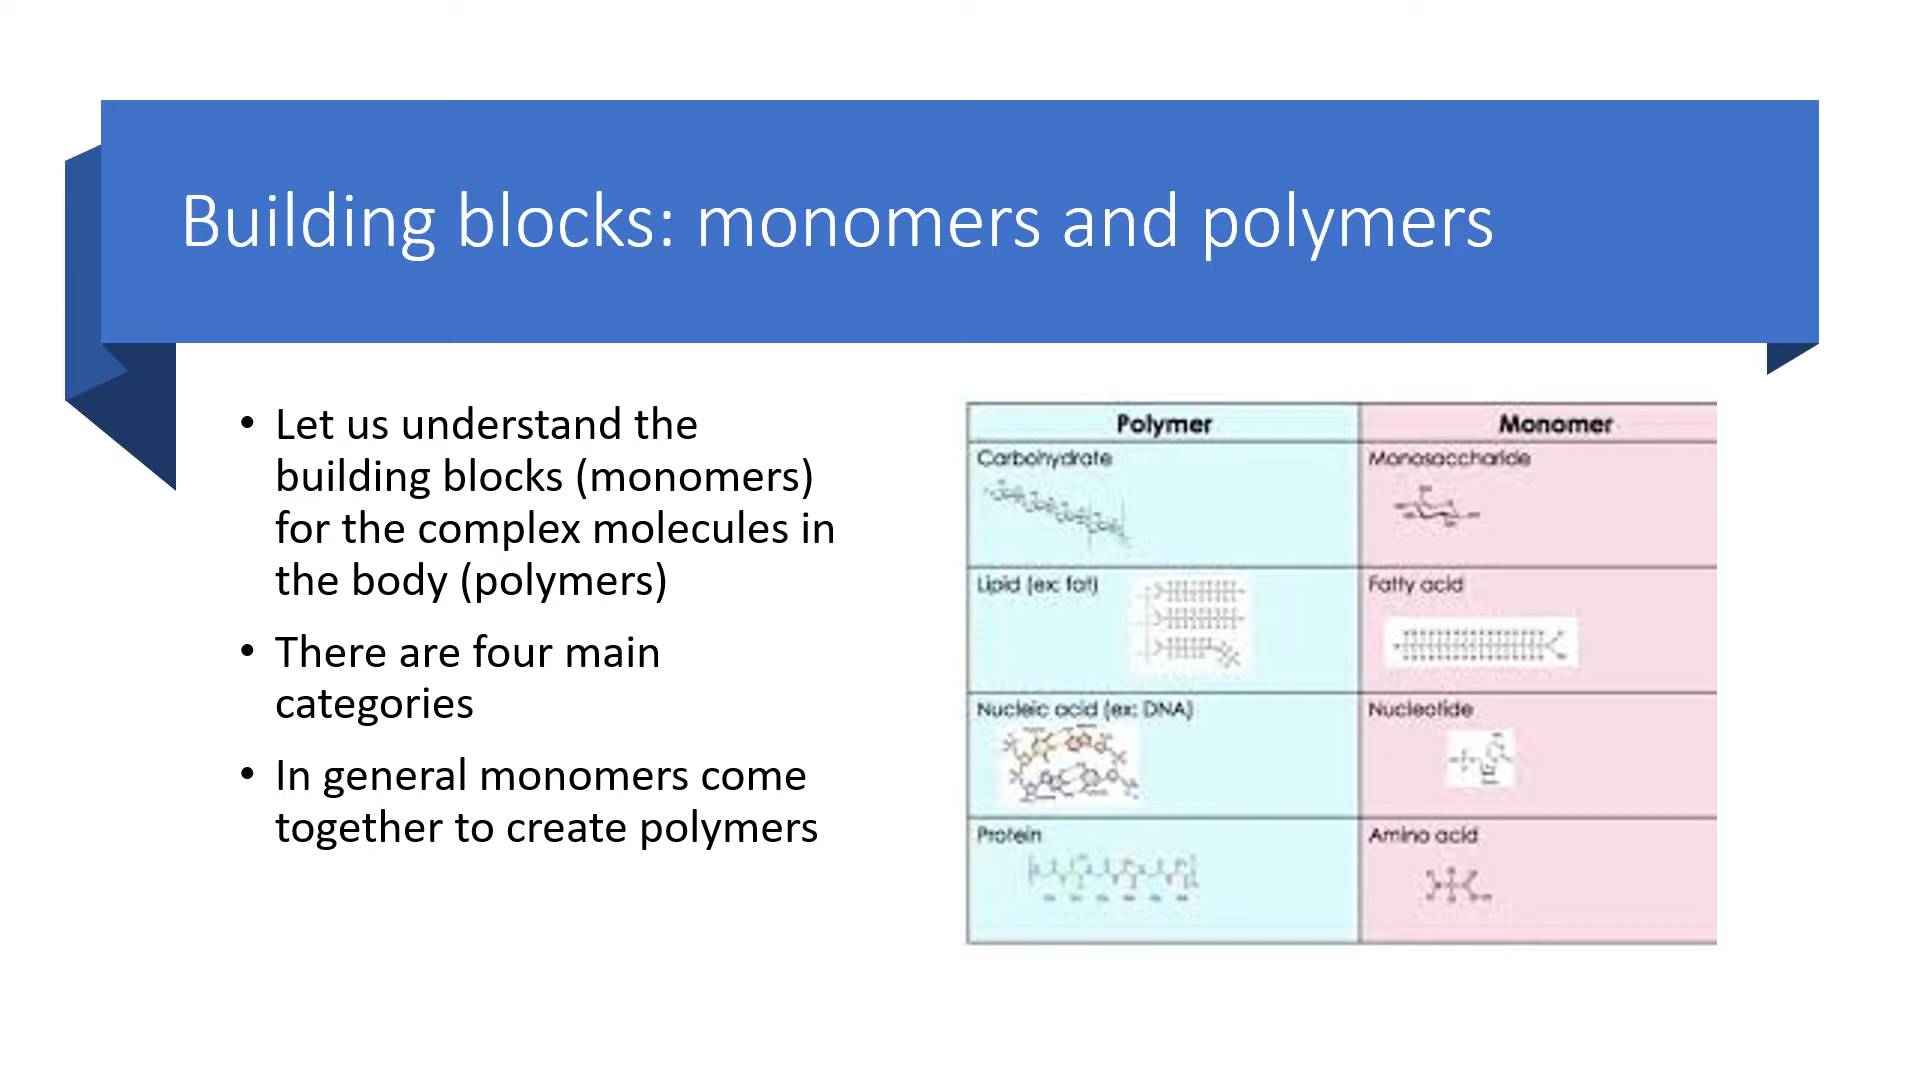 Building blocks: monomers and polymers
• Let us understand the
building blocks (monomers)
for the complex molecules in
the body (polymers)
• There are four main
categories
• In general monomers come
together to create polymers
Polymer
Monomer
Carbohydrate
Monosaccharide
Lipid (ex: fat)
Fatty acid
Nucleic acid (ex: DNA)
Nucleotide
Protein
Amino acid